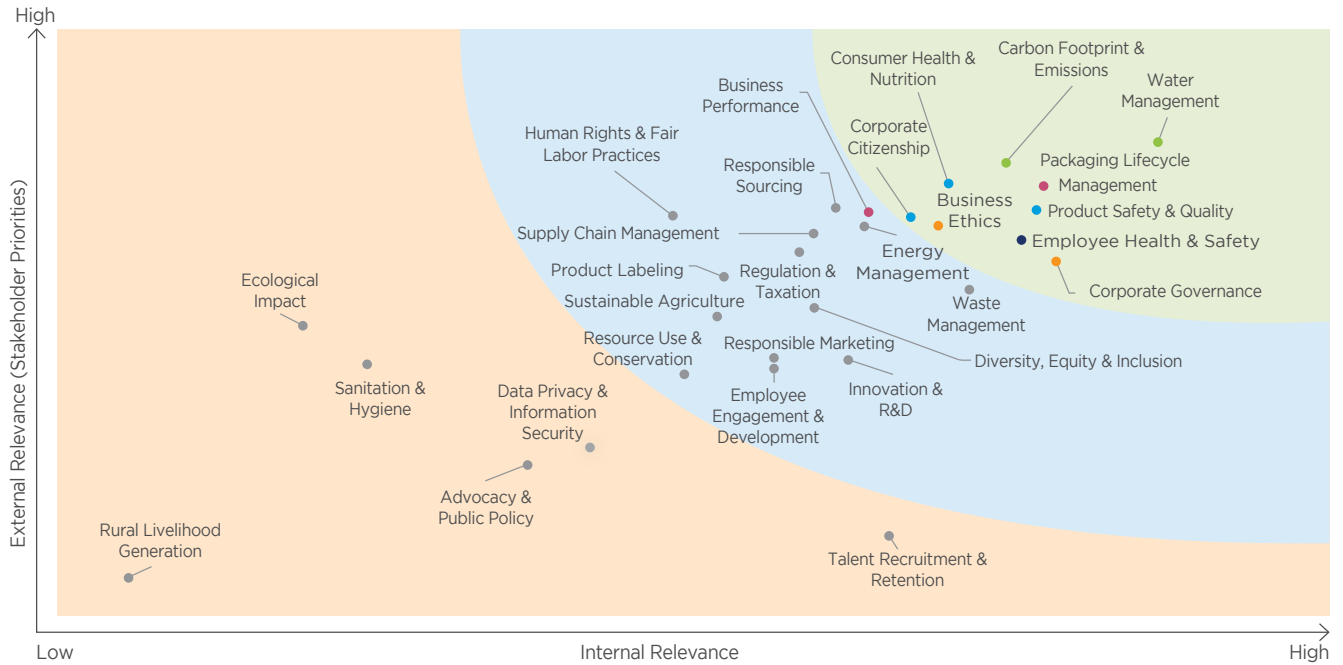 High
Carbon Footprint &
Emissions
Consumer Health &
Nutrition
Water
Management
Business
Performance
Corporate
Citizenship
Human Rights & Fair
Labor Practices
Responsible
Sourcing
Packaging Lifecycle
Management
Business
Ethics
Product Safety & Quality
Supply Chain Management
Employee Health & Safety
Energy
Management
Product Labeling
Regulation &
Taxation
Corporate Governance
Ecological
Impact
Sustainable Agriculture
Waste
Management
Resource Use &
Conservation
Responsible Marketing
Diversity, Equity & Inclusion
Sanitation &
Hygiene
Data Privacy &
Information
Security
Employee
Engagement &
Development
Innovation &
R&D
Advocacy &
Public Policy
Rural Livelihood
Generation
Talent Recruitment &
Retention
External Relevance (Stakeholder Priorities)
Low
Internal Relevance
High